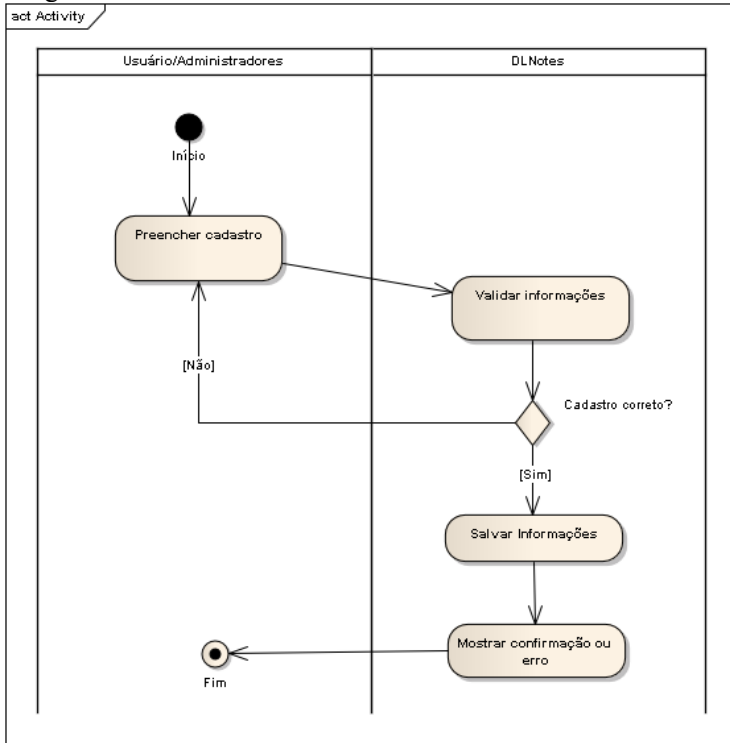 act Activity
Usuário/Administradores
DLNotes
Início
Preencher cadastro
Validar informações
[Não]
Cadastro correto?
[Sim]
Salvar Informações
Mostrar confirmação ou
erro
Fim